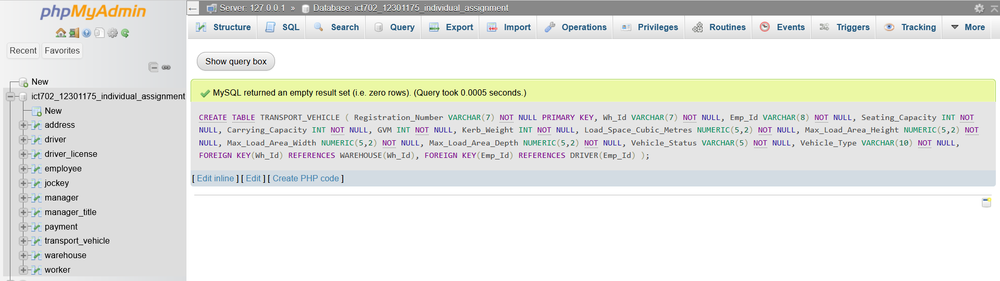 phpMyAdmin
Recent
Favorites
New
ict702_12301175_individual_assignment
New
address
driver
driver_license
employee
jockey
manager
manager_title
payment
transport_vehicle
warehouse
worker
← Server: 127.0.0.1 » Database: ict702_12301175_individual_assignment
Structure SQL Search Query Export Import Operations Privileges Routines Events Triggers Tracking More
Show query box
MySQL returned an empty result set (i.e. zero rows). (Query took 0.0005 seconds.)
CREATE TABLE TRANSPORT_VEHICLE ( Registration_Number VARCHAR(7) NOT NULL PRIMARY KEY, Wh_Id VARCHAR(7) NOT NULL, Emp_Id VARCHAR(8) NOT NULL, Seating_Capacity INT NOT
NULL, Carrying_Capacity INT NOT NULL, GVM INT NOT NULL, Kerb_Weight INT NOT NULL, Load_Space_Cubic_Metres NUMERIC(5,2) NOT NULL, Max_Load_Area_Height NUMERIC(5,2) NOT
NULL, Max_Load_Area_Width NUMERIC(5,2) NOT NULL, Max_Load_Area_Depth NUMERIC(5,2) NOT NULL, Vehicle_Status VARCHAR(5) NOT NULL, Vehicle_Type VARCHAR(10) NOT NULL,
FOREIGN KEY(Wh_Id) REFERENCES WAREHOUSE(Wh_Id), FOREIGN KEY(Emp_Id) REFERENCES DRIVER(Emp_Id) );
[ Edit inline ] [ Edit ] [ Create PHP code ]